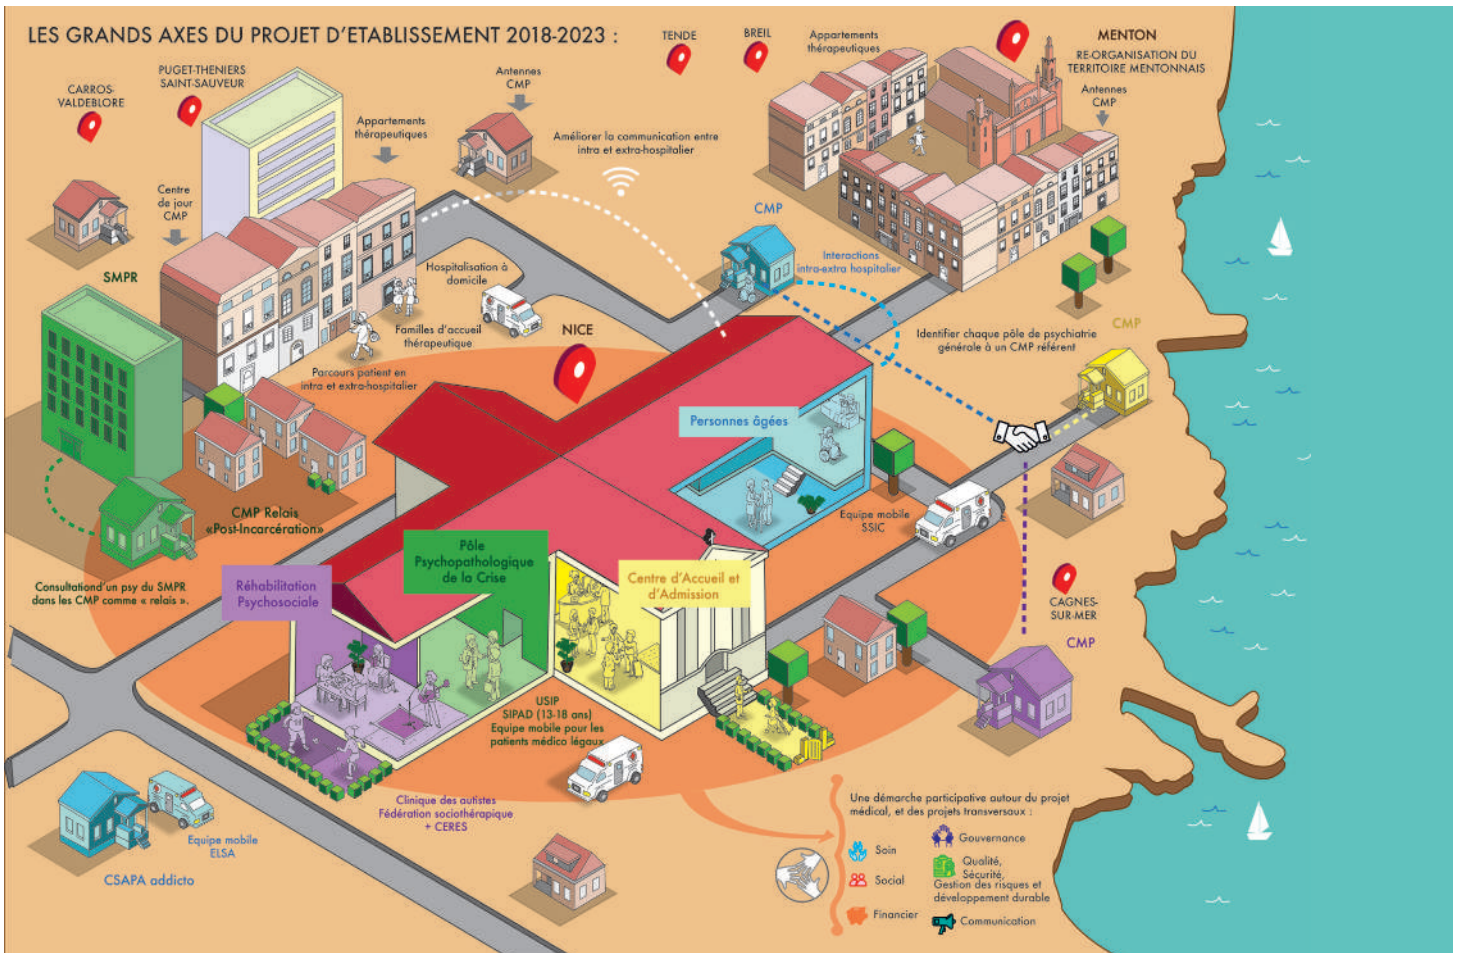 LES GRANDS AXES DU PROJET D'ETABLISSEMENT 2018-2023 :
TENDE
BREIL
Appartements
thérapeutiques
MENTON
RE-ORGANISATION DU
TERRITOIRE MENTONNAIS
Antennes
CMP
CARROS-
VALDEBLORE
PUGET-THENIERS
SAINT-SAUVEUR
Appartements
thérapeutiques
Antennes
CMP
Améliorer la communication entre
intra et extra-hospitalier
Centre
de jour
CMP
SMPR
Hospitalisation à
domicile
Familles d'accueil
thérapeutique
Parcours patient en
intra et extra-hospitalier
NICE
CMP
Interactions
intra-extra hospitalier
Identifier chaque pôle de psychiatrie
générale à un CMP référent
CMP
Personnes âgées
Equipe mobile
SSIC
CMP Relais
«Post-Incarcération»
Consultationd'un psy du SMPR
dans les CMP comme « relais ».
Réhabilitation
Psychosociale
Pôle
Psychopathologique
de la Crise
Centre d'Accueil et
d'Admission
CAGNES-
SUR-MER
CMP
USIP
SIPAD (13-18 ans)
Equipe mobile pour les
patients médico légaux
Clinique des autistes
Fédération sociothérapique
+ CERES
Equipe mobile
ELSA
CSAPA addicto
Une démarche participative autour du projet
médical, et des projets transversaux :
Soin
Social
Financier
Gouvernance
Qualité,
Sécurité,
Gestion des risques et
développement durable
Communication